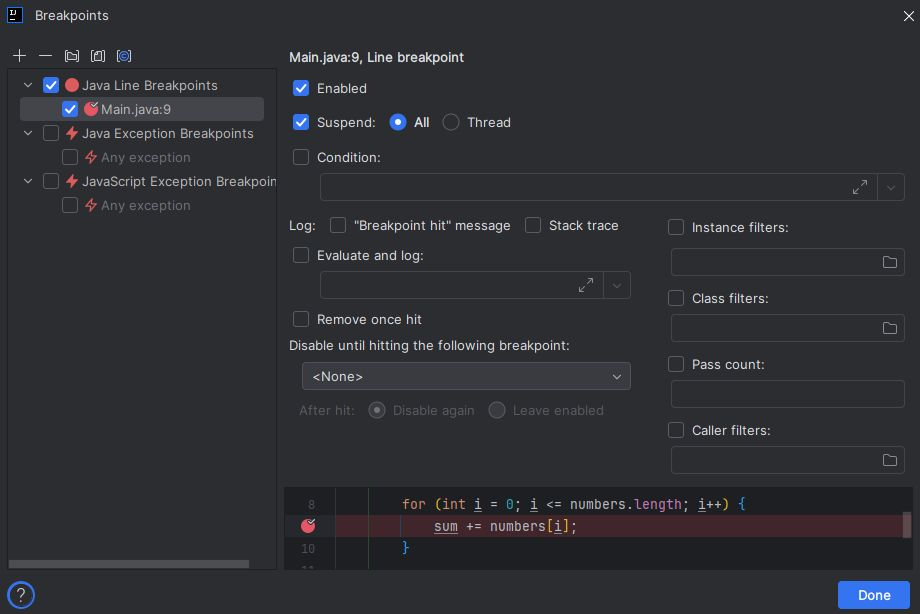 Breakpoints
Java Line Breakpoints
Main.java:9
Java Exception Breakpoints
Any exception
JavaScript Exception Breakpoin
Any exception
Main.java:9, Line breakpoint
Enabled
Suspend: All Thread
Condition:
Log: "Breakpoint hit" message Stack trace
Evaluate and log:
Remove once hit
Disable until hitting the following breakpoint:
<None>
After hit: Disable again Leave enabled
Instance filters:
Class filters:
Pass count:
Caller filters:
8 for (int i = 0; i <= numbers.length; i++) {
sum += numbers[i];
10 }
? Done